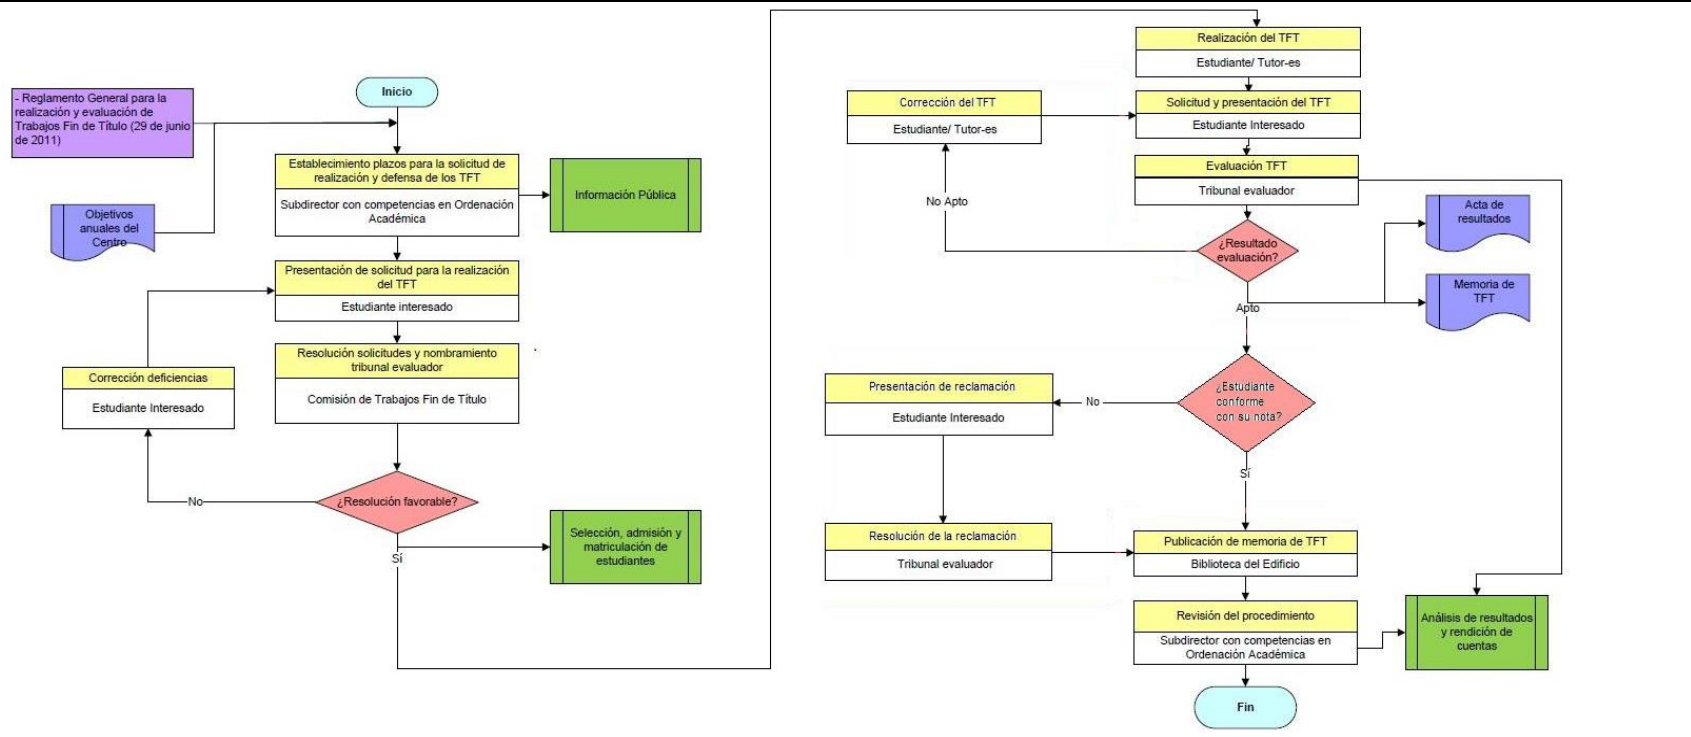 Inicio
- Reglamento General para la
realización y evaluación de
Trabajos Fin de Título (29 de junio
de 2011)
Objetivos
anuales del
Centro
Establecimiento plazos para la solicitud de
realización y defensa de los TFT
Subdirector con competencias en Ordenación
Académica
Información Pública
Presentación de solicitud para la realización
del TFT
Estudiante interesado
Resolución solicitudes y nombramiento
tribunal evaluador
Comisión de Trabajos Fin de Título
Corrección deficiencias
Estudiante Interesado
¿Resolución favorable?
No
Sí
Selección, admisión y
matriculación de
estudiantes
Realización del TFT
Estudiante/ Tutor-es
Corrección del TFT
Estudiante/ Tutor-es
Solicitud y presentación del TFT
Estudiante Interesado
Evaluación TFT
Tribunal evaluador
No Apto
¿Resultado
evaluación?
Acta de
resultados
Memoria de
TFT
Apto
¿Estudiante
conforme
con su nota?
No
Presentación de reclamación
Estudiante Interesado
Sí
Resolución de la reclamación
Tribunal evaluador
Publicación de memoria de TFT
Biblioteca del Edificio
Revisión del procedimiento
Subdirector con competencias en
Ordenación Académica
Análisis de resultados
y rendición de
cuentas
Fin